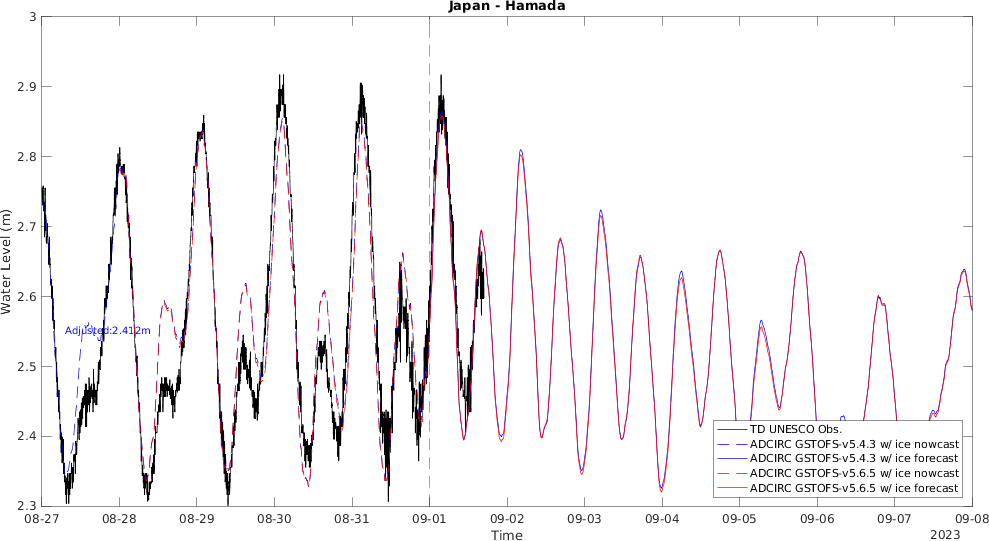 Japan - Hamada
3
2.9
2.8
2.7
2.6
2.5
2.4
2.3
Water Level (m)
Adjusted:2.412m
TD UNESCO Obs.
ADCIRC GSTOFS-v5.4.3 w/ ice nowcast
ADCIRC GSTOFS-v5.4.3 w/ ice forecast
ADCIRC GSTOFS-v5.6.5 w/ ice nowcast
ADCIRC GSTOFS-v5.6.5 w/ ice forecast
08-27 08-28 08-29 08-30 08-31 09-01 09-02 09-03 09-04 09-05 09-06 09-07 09-08
Time
2023